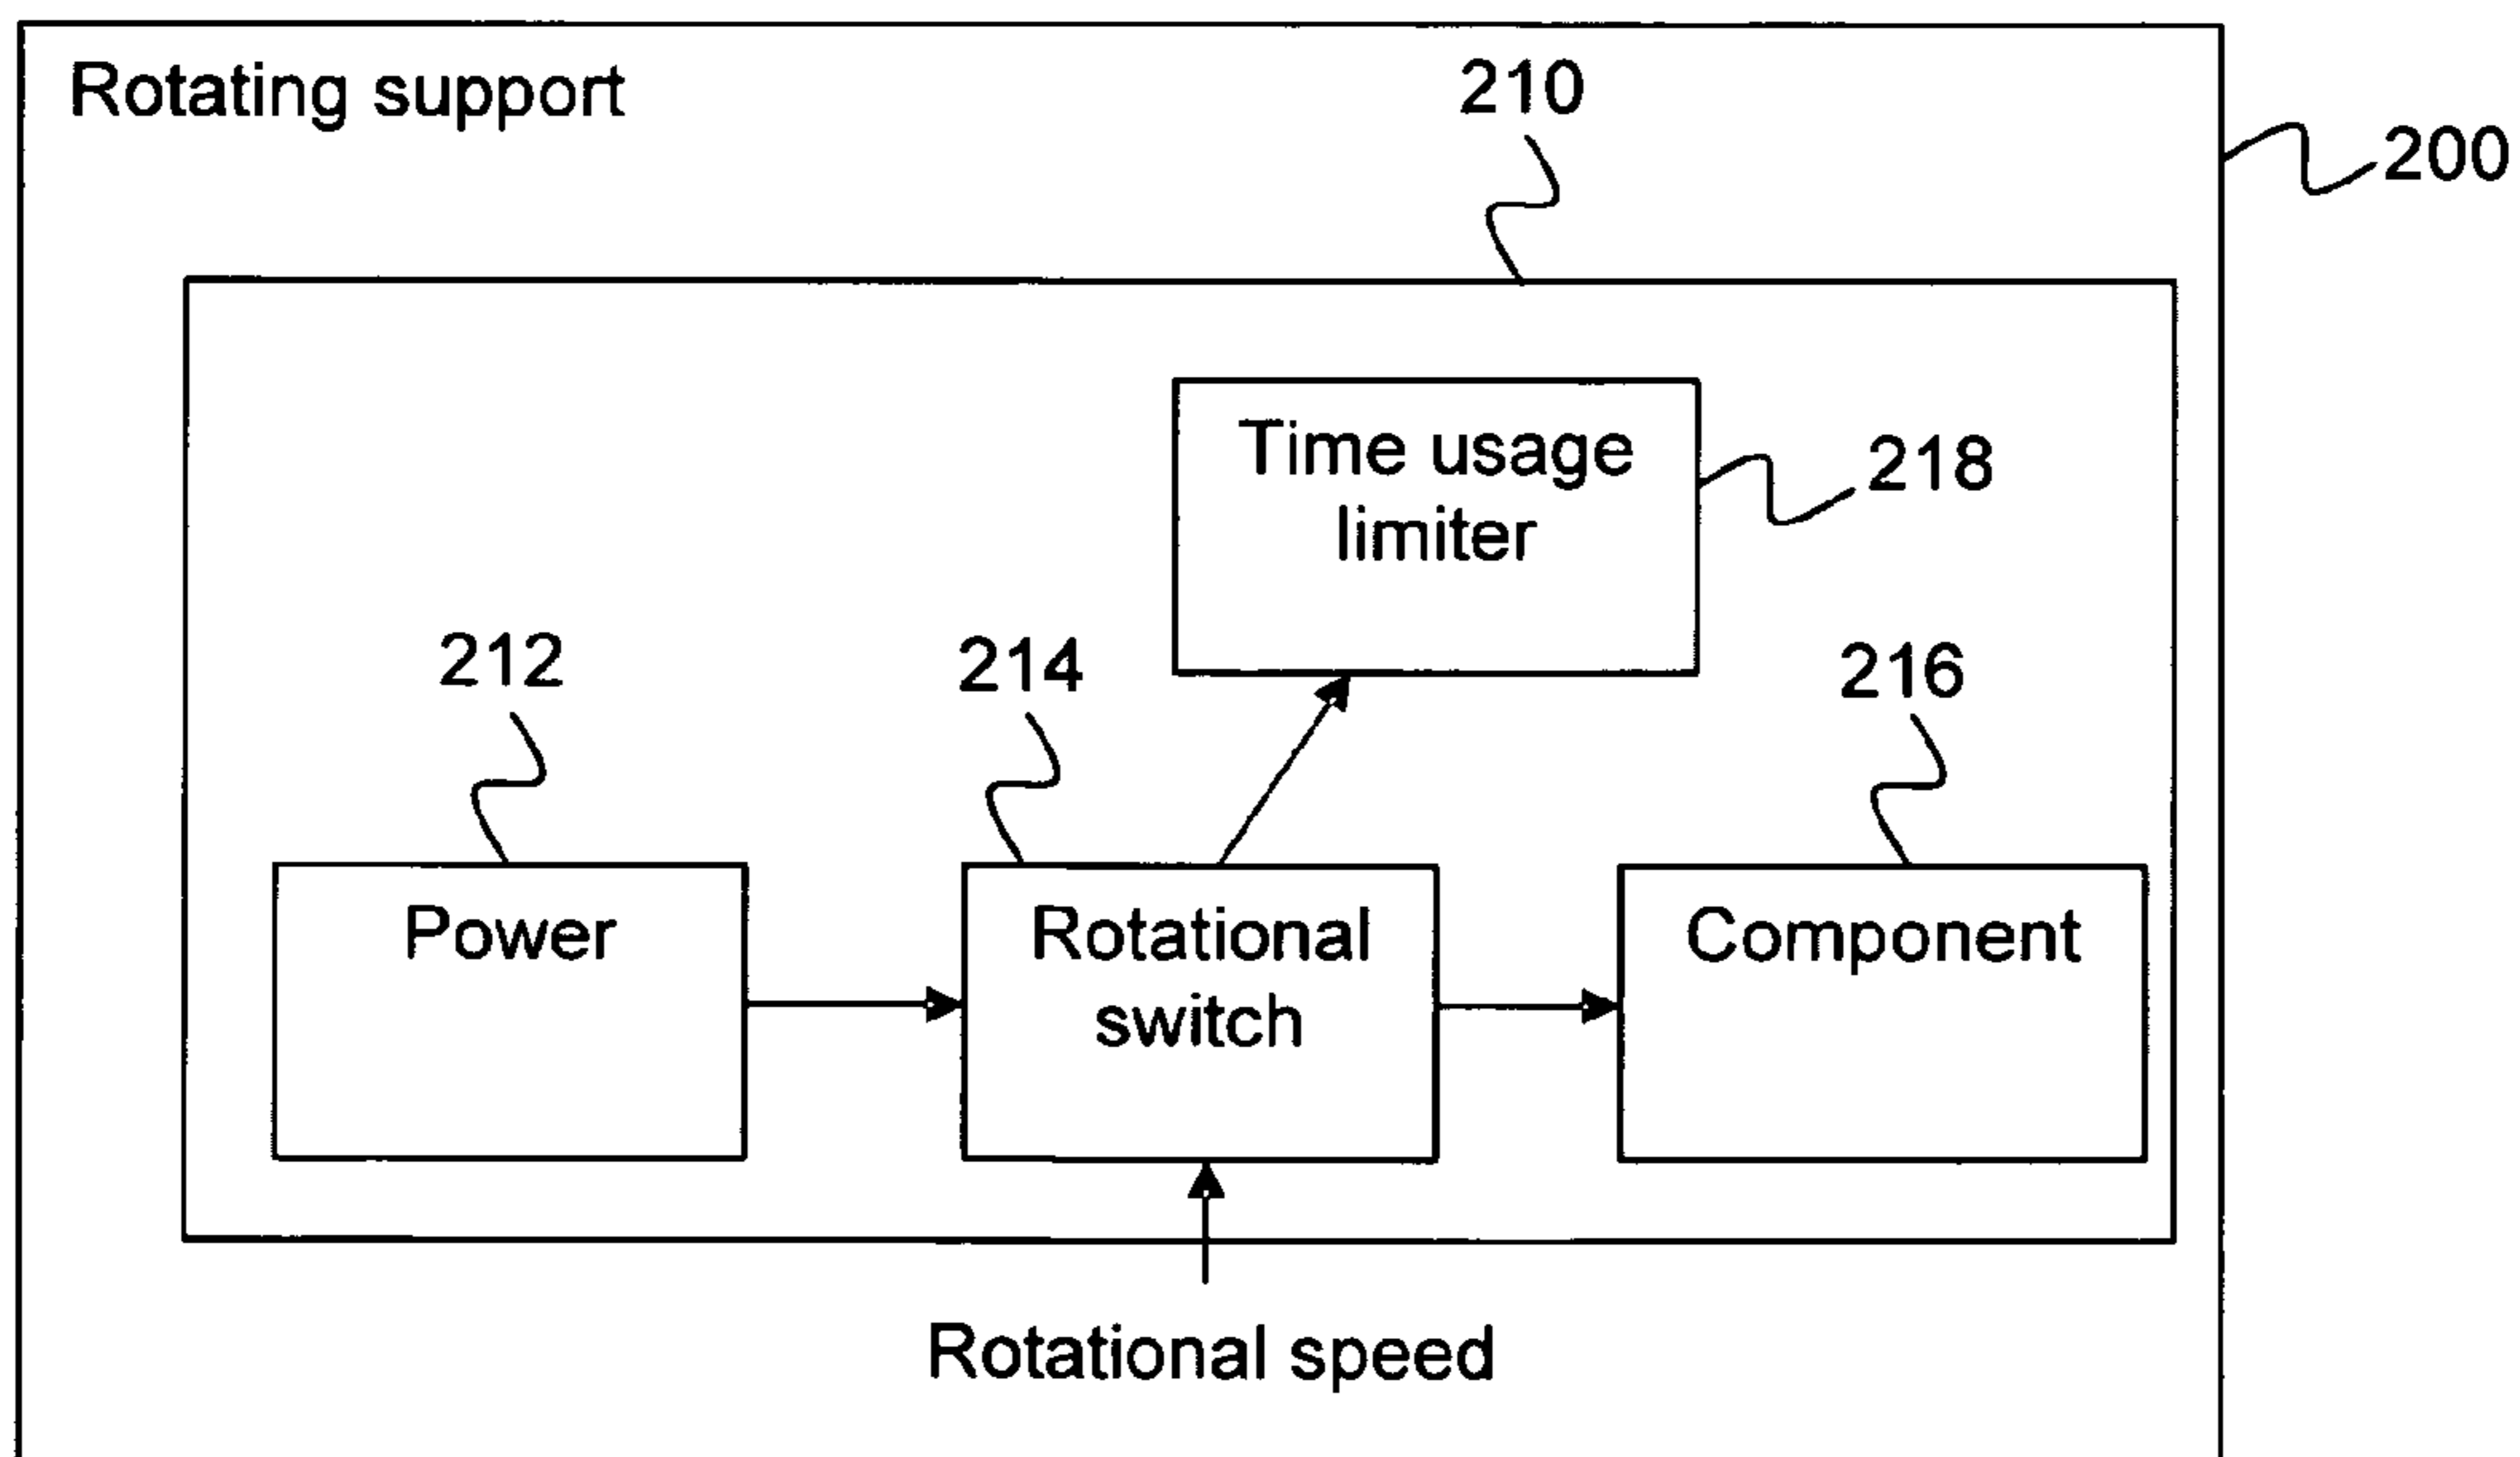 Rotating support
210
200
Time usage
limiter
218
212
214
216
Power
Rotational
switch
Component
Rotational speed